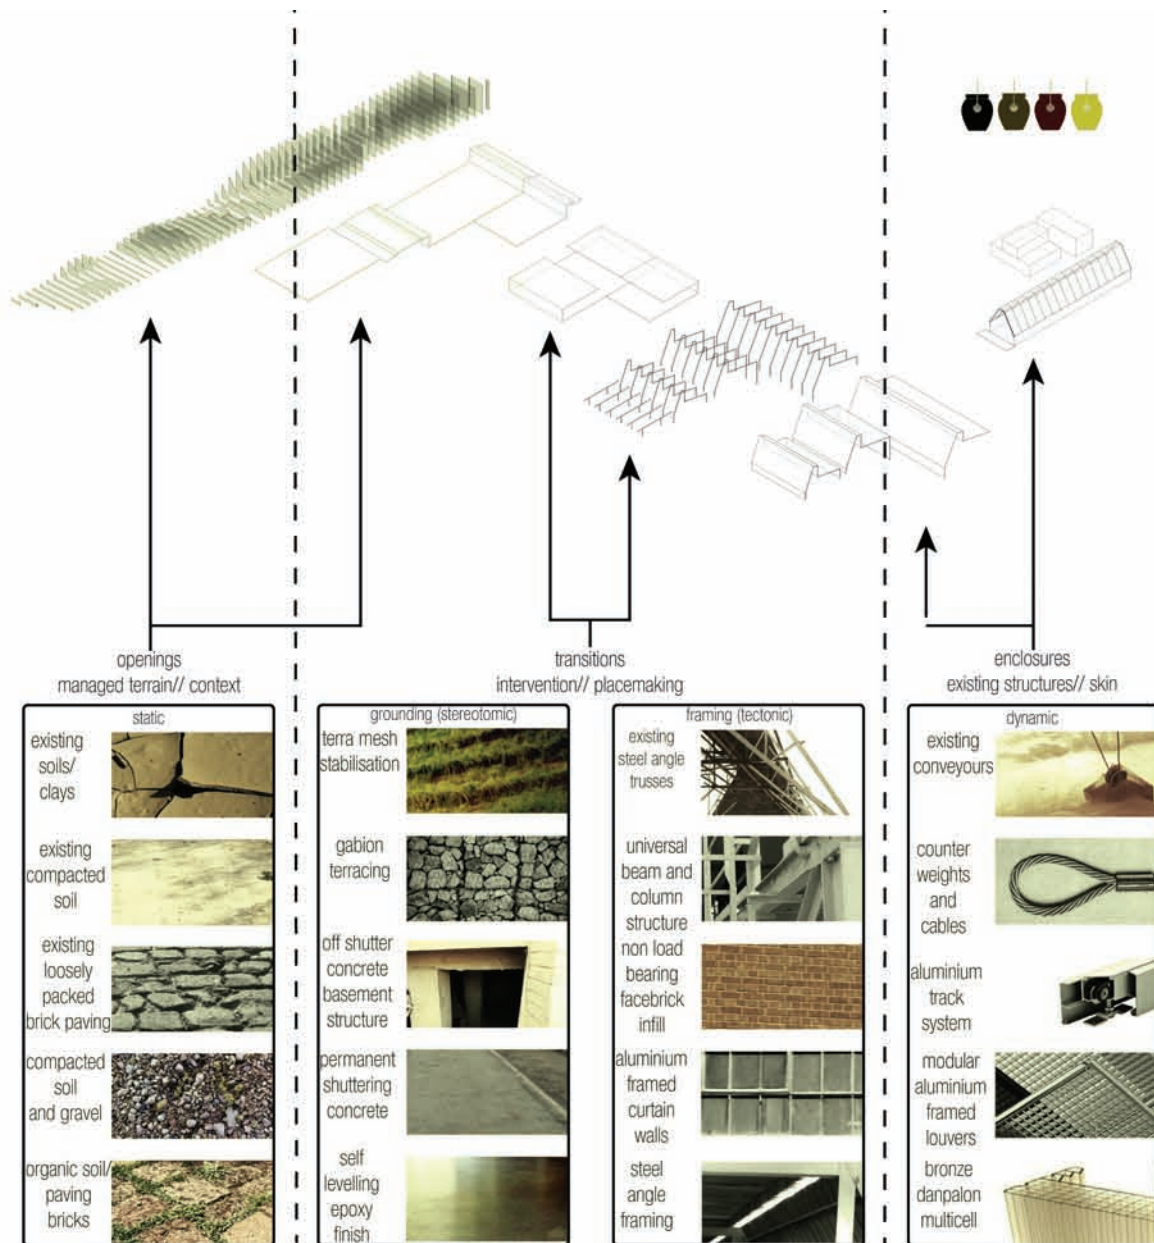 openings
managed terrain// context
transitions
intervention// placemaking
enclosures
existing structures// skin
static
existing
soils/
clays
existing
compacted
soil
existing
loosely
packed
brick paving
compacted
soil
and gravel
organic soil/
paving
bricks
grounding (stereotomic)
terra mesh
stabilisation
gabion
terracing
off shutter
concrete
basement
structure
permanent
shuttering
concrete
self
levelling
epoxy
finish
framing (tectonic)
existing
steel angle
trusses
universal
beam and
column
structure
non load
bearing
facebrick
infill
aluminium
framed
curtain
walls
steel
angle
framing
dynamic
existing
conveyours
counter
weights
and
cables
aluminium
track
system
modular
aluminium
framed
louvers
bronze
danpalon
multicell